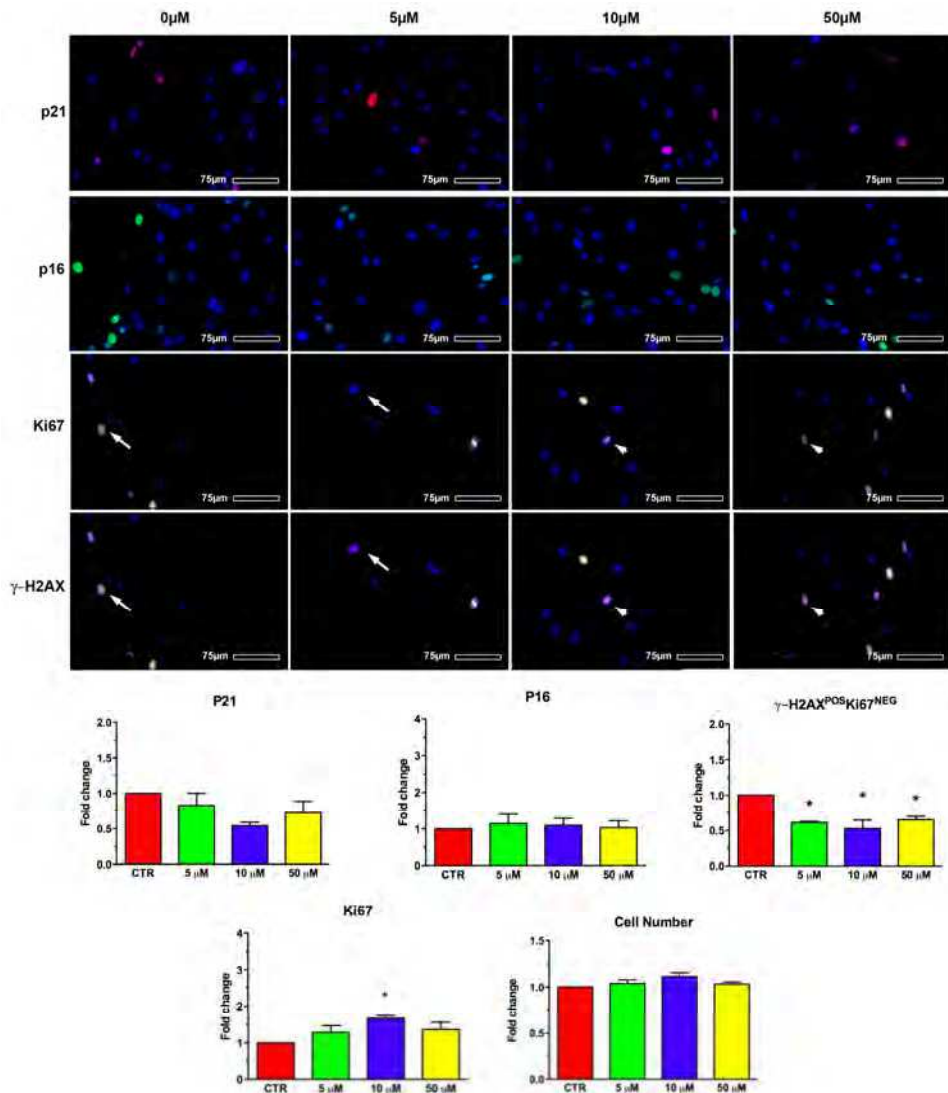 0µM 5µM 10µM 50µM
p21
75µm 75µm 75µm 75µm
p16
75µm 75µm 75µm 75µm
Ki67
75µm 75µm 75µm 75µm
γ-H2AX
75µm 75µm 75µm 75µm
P21
Fold change
2.0
1.5
1.0
0.5
0.0
CTR 5 µM 10 µM 50 µM
P16
Fold change
4
3
2
1
0
CTR 5 µM 10 µM 50 µM
γ-H2AXPOSKi67NEG
Fold change
2.0
1.5
1.0
0.5
0.0
* * *
CTR 5 µM 10 µM 50 µM
Ki67
Fold change
4
3
2
1
0
*
CTR 5 µM 10 µM 50 µM
Cell Number
Fold change
1.5
1.0
0.5
0.0
CTR 5 µM 10 µM 50 µM